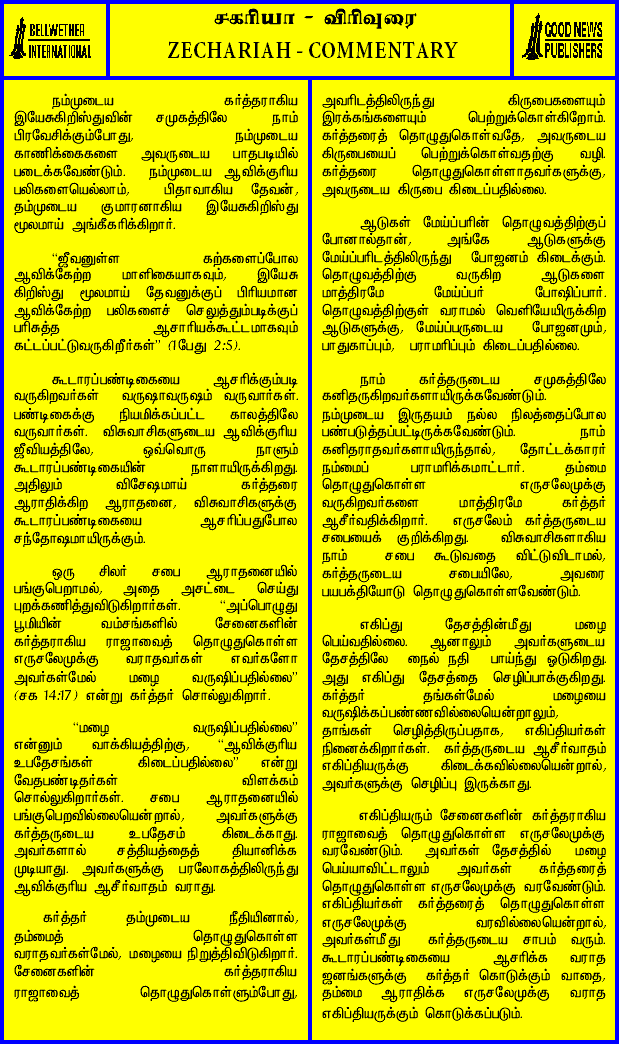 BELLWETHER
INTERNATIONAL
சகரியா - விரிவுரை
ZECHARIAH - COMMENTARY
GOOD NEWS
PUBLISHERS
நம்முடைய கர்த்தராகிய
இயேசுகிறிஸ்துவின் சமுகத்திலே நாம்
பிரவேசிக்கும்போது, நம்முடைய
காணிக்கைகளை அவருடைய பாதபடியில்
படைக்கவேண்டும். நம்முடைய ஆவிக்குரிய
பலிகளையெல்லாம், பிதாவாகிய தேவன்,
தம்முடைய குமாரனாகிய இயேசுகிறிஸ்து
மூலமாய் அங்கீகரிக்கிறார்.
“ஜீவனுள்ள கற்களைப்போல
ஆவிக்கேற்ற மாளிகையாகவும், இயேசு
கிறிஸ்து மூலமாய் தேவனுக்குப் பிரியமான
ஆவிக்கேற்ற பலிகளைச் செலுத்தும்படிக்குப்
பரிசுத்த ஆசாரியக்கூட்டமாகவும்
கட்டப்பட்டுவருகிறீர்கள்” (1பேது 2:5).
கூடாரப்பண்டிகையை ஆசரிக்கும்படி
வருகிறவர்கள் வருஷாவருஷம் வருவார்கள்.
பண்டிகைக்கு நியமிக்கப்பட்ட காலத்திலே
வருவார்கள். விசுவாசிகளுடைய ஆவிக்குரிய
ஜீவியத்திலே, ஒவ்வொரு நாளும்
கூடாரப்பண்டிகையின் நாளாயிருக்கிறது.
அதிலும் விசேஷமாய் கர்த்தரை
ஆராதிக்கிற ஆராதனை, விசுவாசிகளுக்கு
கூடாரப்பண்டிகையை ஆசரிப்பதுபோல
சந்தோஷமாயிருக்கும்.
ஒரு சிலர் சபை ஆராதனையில்
பங்குபெறாமல், அதை அசட்டை செய்து
புறக்கணித்துவிடுகிறார்கள். “அப்பொழுது
பூமியின் வம்சங்களில் சேனைகளின்
கர்த்தராகிய ராஜாவைத் தொழுதுகொள்ள
எருசலேமுக்கு வராதவர்கள் எவர்களோ
அவர்கள்மேல் மழை வருஷிப்பதில்லை”
(சக 14:17) என்று கர்த்தர் சொல்லுகிறார்.
“மழை வருஷிப்பதில்லை”
என்னும் வாக்கியத்திற்கு, “ஆவிக்குரிய
உபதேசங்கள் கிடைப்பதில்லை” என்று
வேதபண்டிதர்கள் விளக்கம்
சொல்லுகிறார்கள். சபை ஆராதனையில்
பங்குபெறவில்லையென்றால், அவர்களுக்கு
கர்த்தருடைய உபதேசம் கிடைக்காது.
அவர்களால் சத்தியத்தைத் தியானிக்க
முடியாது. அவர்களுக்கு பரலோகத்திலிருந்து
ஆவிக்குரிய ஆசீர்வாதம் வராது.
கர்த்தர் தம்முடைய நீதியினால்,
தம்மைத் தொழுதுகொள்ள
வராதவர்கள்மேல், மழையை நிறுத்திவிடுகிறார்.
சேனைகளின் கர்த்தராகிய
ராஜாவைத் தொழுதுகொள்ளும்போது,
அவரிடத்திலிருந்து கிருபைகளையும்
இரக்கங்களையும் பெற்றுக்கொள்கிறோம்.
கர்த்தரைத் தொழுதுகொள்வதே, அவருடைய
கிருபையைப் பெற்றுக்கொள்வதற்கு வழி.
கர்த்தரை தொழுதுகொள்ளாதவர்களுக்கு,
அவருடைய கிருபை கிடைப்பதில்லை.
ஆடுகள் மேய்ப்பரின் தொழுவத்திற்குப்
போனால்தான், அங்கே ஆடுகளுக்கு
மேய்ப்பரிடத்திலிருந்து போஜனம் கிடைக்கும்.
தொழுவத்திற்கு வருகிற ஆடுகளை
மாத்திரமே மேய்ப்பர் போஷிப்பார்.
தொழுவத்திற்குள் வராமல் வெளியேயிருக்கிற
ஆடுகளுக்கு, மேய்ப்பருடைய போஜனமும்,
பாதுகாப்பும், பராமரிப்பும் கிடைப்பதில்லை.
நாம் கர்த்தருடைய சமுகத்திலே
கனிதருகிறவர்களாயிருக்கவேண்டும்.
நம்முடைய இருதயம் நல்ல நிலத்தைப்போல
பண்படுத்தப்பட்டிருக்கவேண்டும். நாம்
கனிதராதவர்களாயிருந்தால், தோட்டக்காரர்
நம்மைப் பராமரிக்கமாட்டார். தம்மை
தொழுதுகொள்ள எருசலேமுக்கு
வருகிறவர்களை மாத்திரமே கர்த்தர்
ஆசீர்வதிக்கிறார். எருசலேம் கர்த்தருடைய
சபையைக் குறிக்கிறது. விசுவாசிகளாகிய
நாம் சபை கூடுவதை விட்டுவிடாமல்,
கர்த்தருடைய சபையிலே, அவரை
பயபக்தியோடு தொழுதுகொள்ளவேண்டும்.
எகிப்து தேசத்தின்மீது மழை
பெய்வதில்லை. ஆனாலும் அவர்களுடைய
தேசத்திலே நைல் நதி பாய்ந்து ஓடுகிறது.
அது எகிப்து தேசத்தை செழிப்பாக்குகிறது.
கர்த்தர் தங்கள்மேல் மழையை
வருஷிக்கப்பண்ணவில்லையென்றாலும்,
தாங்கள் செழித்திருப்பதாக, எகிப்தியர்கள்
நினைக்கிறார்கள். கர்த்தருடைய ஆசீர்வாதம்
எகிப்தியருக்கு கிடைக்கவில்லையென்றால்,
அவர்களுக்கு செழிப்பு இருக்காது.
எகிப்தியரும் சேனைகளின் கர்த்தராகிய
ராஜாவைத் தொழுதுகொள்ள எருசலேமுக்கு
வரவேண்டும். அவர்கள் தேசத்தில் மழை
பெய்யாவிட்டாலும் அவர்கள் கர்த்தரைத்
தொழுதுகொள்ள எருசலேமுக்கு வரவேண்டும்.
எகிப்தியர்கள் கர்த்தரைத் தொழுதுகொள்ள
எருசலேமுக்கு வரவில்லையென்றால்,
அவர்கள்மீது கர்த்தருடைய சாபம் வரும்.
கூடாரப்பண்டிகையை ஆசரிக்க வராத
ஜனங்களுக்கு கர்த்தர் கொடுக்கும் வாதை,
தம்மை ஆராதிக்க எருசலேமுக்கு வராத
எகிப்தியருக்கும் கொடுக்கப்படும்.